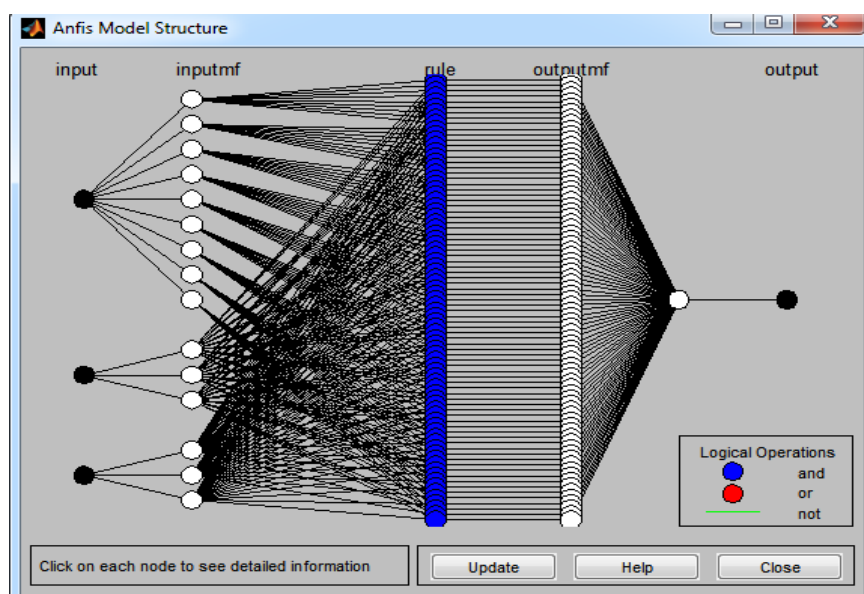 Anfis Model Structure
input inputmf rule outputmf output
Logical Operations
and
or
not
Click on each node to see detailed information
Update Help Close